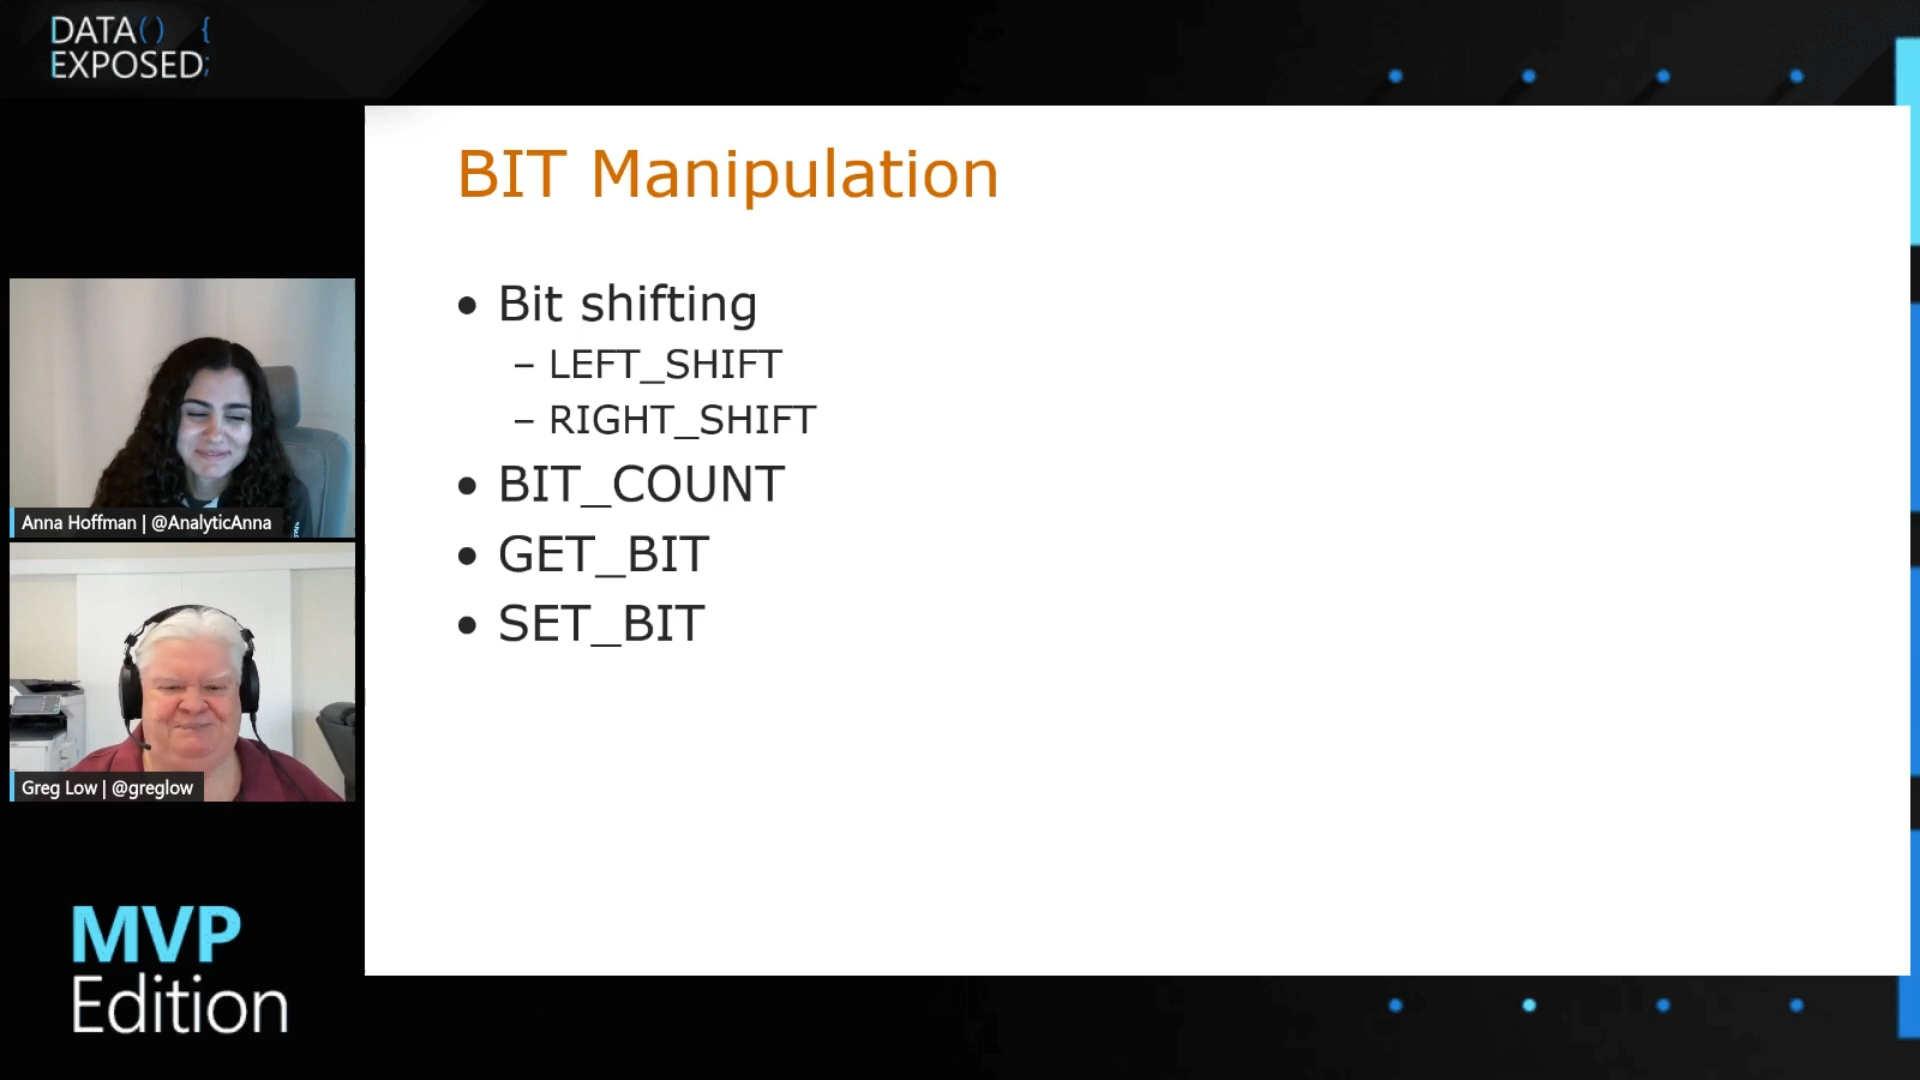 DATA() {
EXPOSED;
BIT Manipulation
• Bit shifting
– LEFT_SHIFT
– RIGHT_SHIFT
• BIT_COUNT
• GET_BIT
• SET_BIT
Anna Hoffman | @AnalyticAnna
Greg Low | @greglow
MVP
Edition